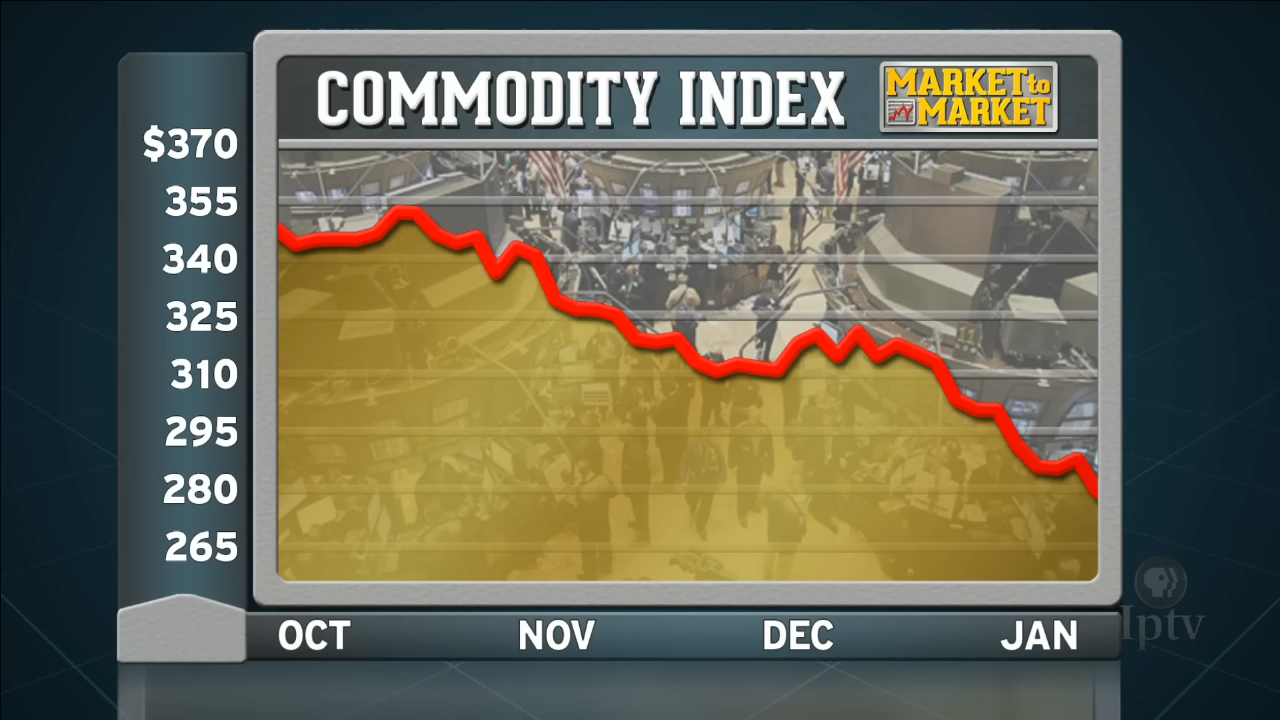 COMMODITY INDEX
MARKET to
MARKET
$370
355
340
325
310
295
280
265
OCT NOV DEC JAN
Iptv